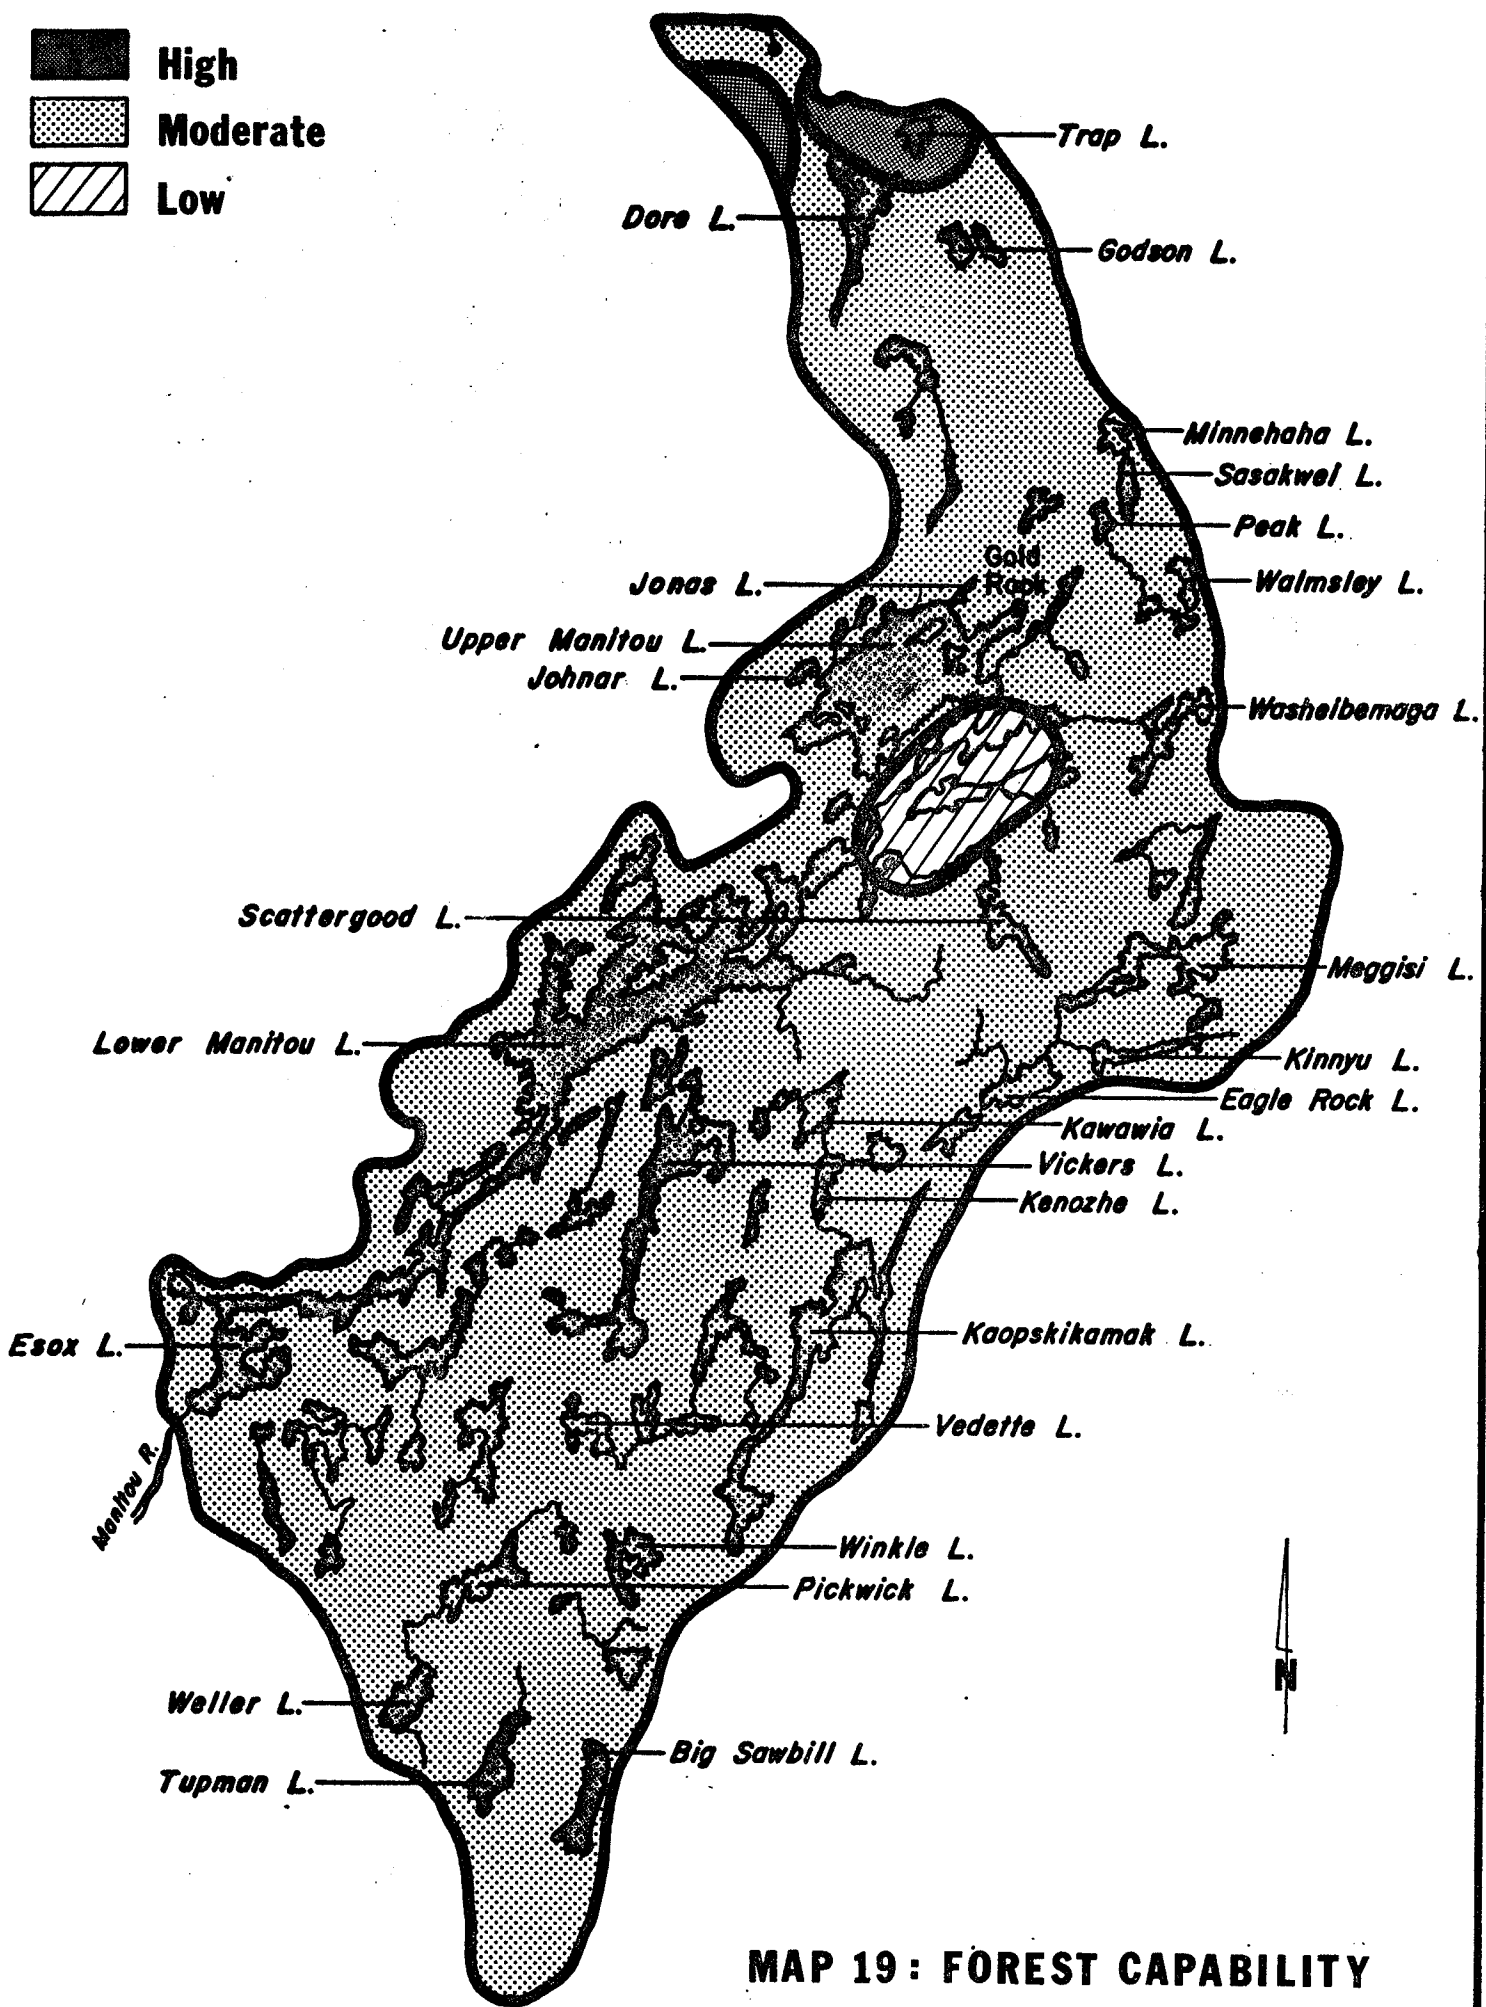 High
Moderate
Low
Trap L.
Dore L.
Godson L.
Minnehaha L.
Sasakwei L.
Peak L.
Gold
Rock
Jonas L.
Walmsley L.
Upper Manitou L.
Johnar L.
Washeibemaga L.
Scattergood L.
Meggisi L.
Lower Manitou L.
Kinnyu L.
Eagle Rock L.
Kawawia L.
Vickers L.
Kenozhe L.
Esox L.
Kaopskikamak L.
Vedette L.
Manitou R.
Winkle L.
Pickwick L.
N
Weller L.
Big Sawbill L.
Tupman L.
MAP 19: FOREST CAPABILITY